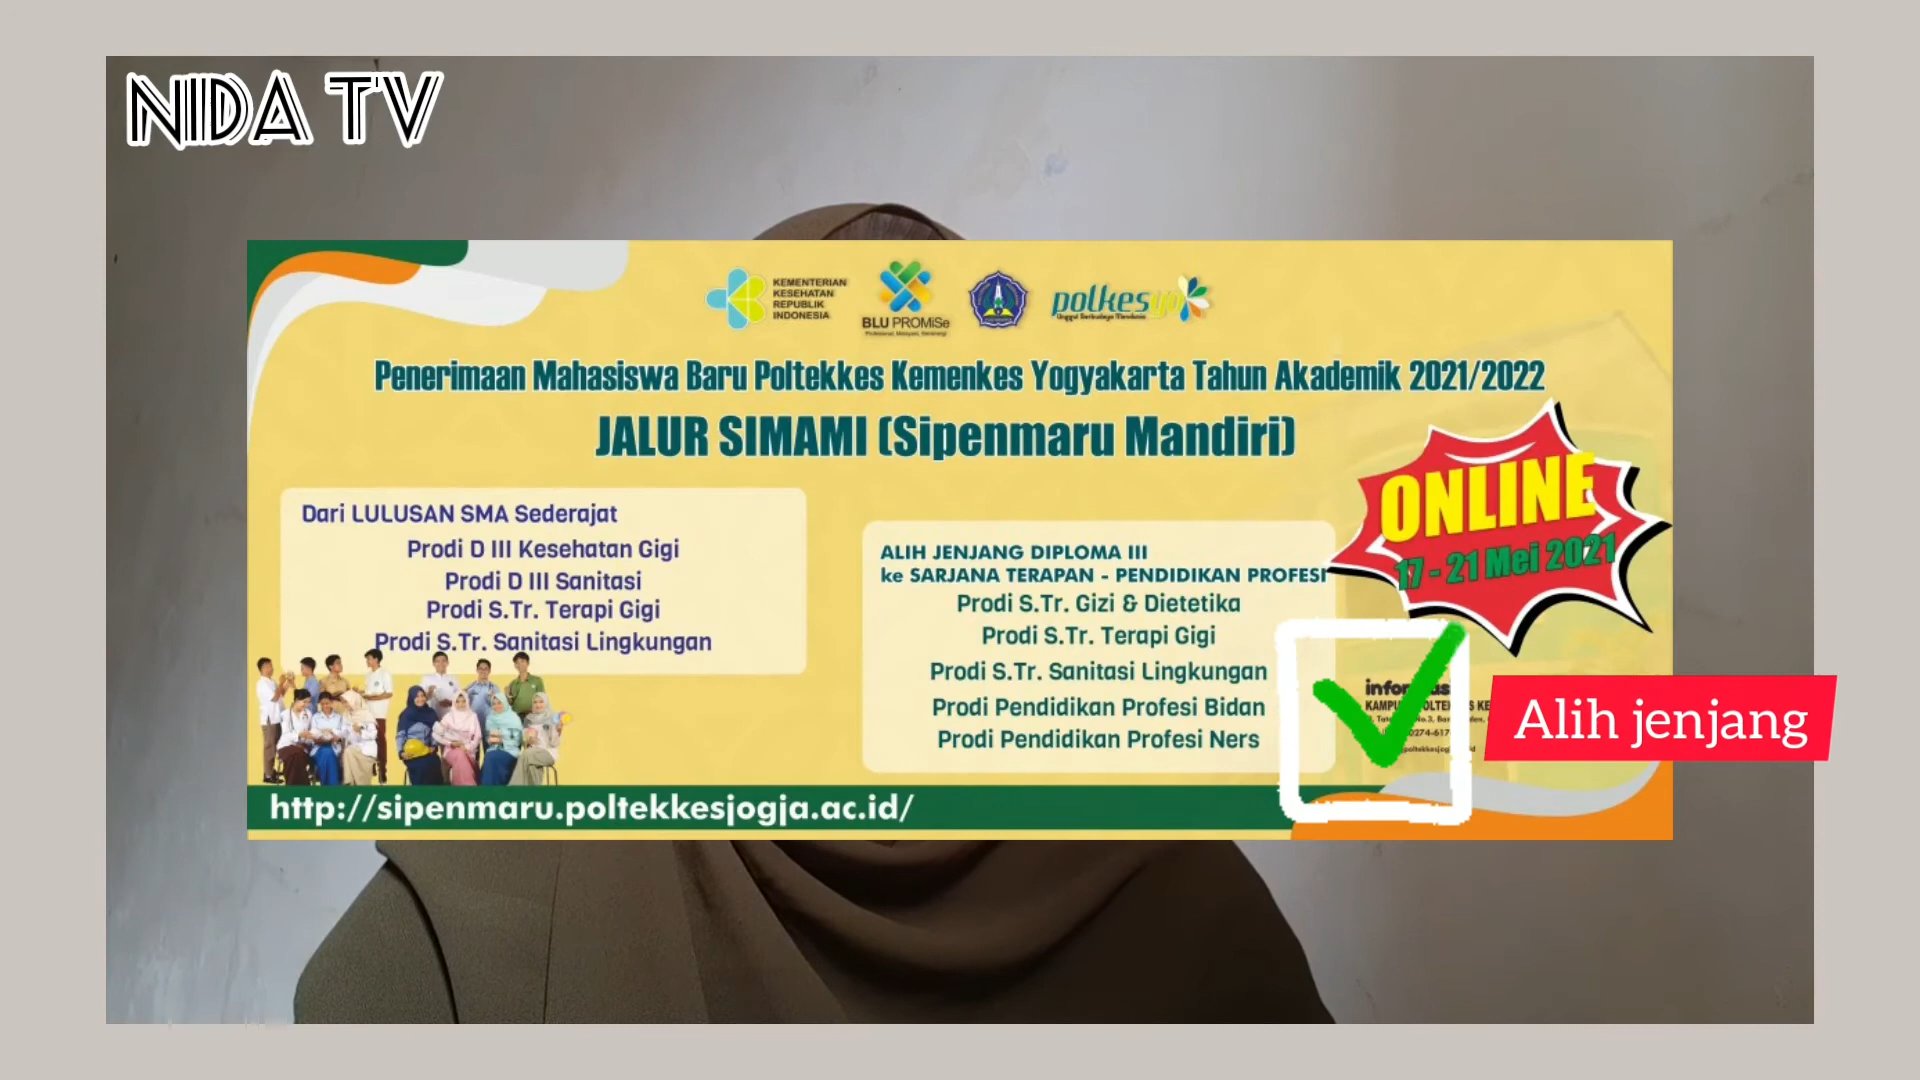 NIDA TV
KEMENTERIAN
KESEHATAN
REPUBLIK
INDONESIA
BLU PROMiSe
polkesyo
Unggul Berbudaya Mendunia
Penerimaan Mahasiswa Baru Poltekkes Kemenkes Yogyakarta Tahun Akademik 2021/2022
JALUR SIMAMI (Sipenmaru Mandiri)
Dari LULUSAN SMA Sederajat
Prodi D III Kesehatan Gigi
Prodi D III Sanitasi
Prodi S.Tr. Terapi Gigi
Prodi S.Tr. Sanitasi Lingkungan
ALIH JENJANG DIPLOMA III
ke SARJANA TERAPAN - PENDIDIKAN PROFESI
Prodi S.Tr. Gizi & Dietetika
Prodi S.Tr. Terapi Gigi
Prodi S.Tr. Sanitasi Lingkungan
Prodi Pendidikan Profesi Bidan
Prodi Pendidikan Profesi Ners
ONLINE
17 - 21 Mei 2021
Alih jenjang
http://sipenmaru.poltekkesjogja.ac.id/